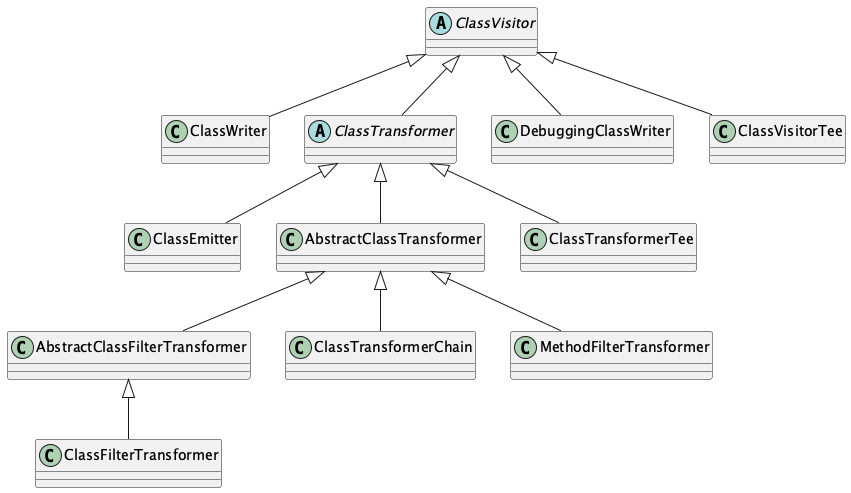 A ClassVisitor
C ClassWriter
A ClassTransformer
C DebuggingClassWriter
C ClassVisitorTee
C ClassEmitter
C AbstractClassTransformer
C ClassTransformerTee
C AbstractClassFilterTransformer
C ClassTransformerChain
C MethodFilterTransformer
C ClassFilterTransformer